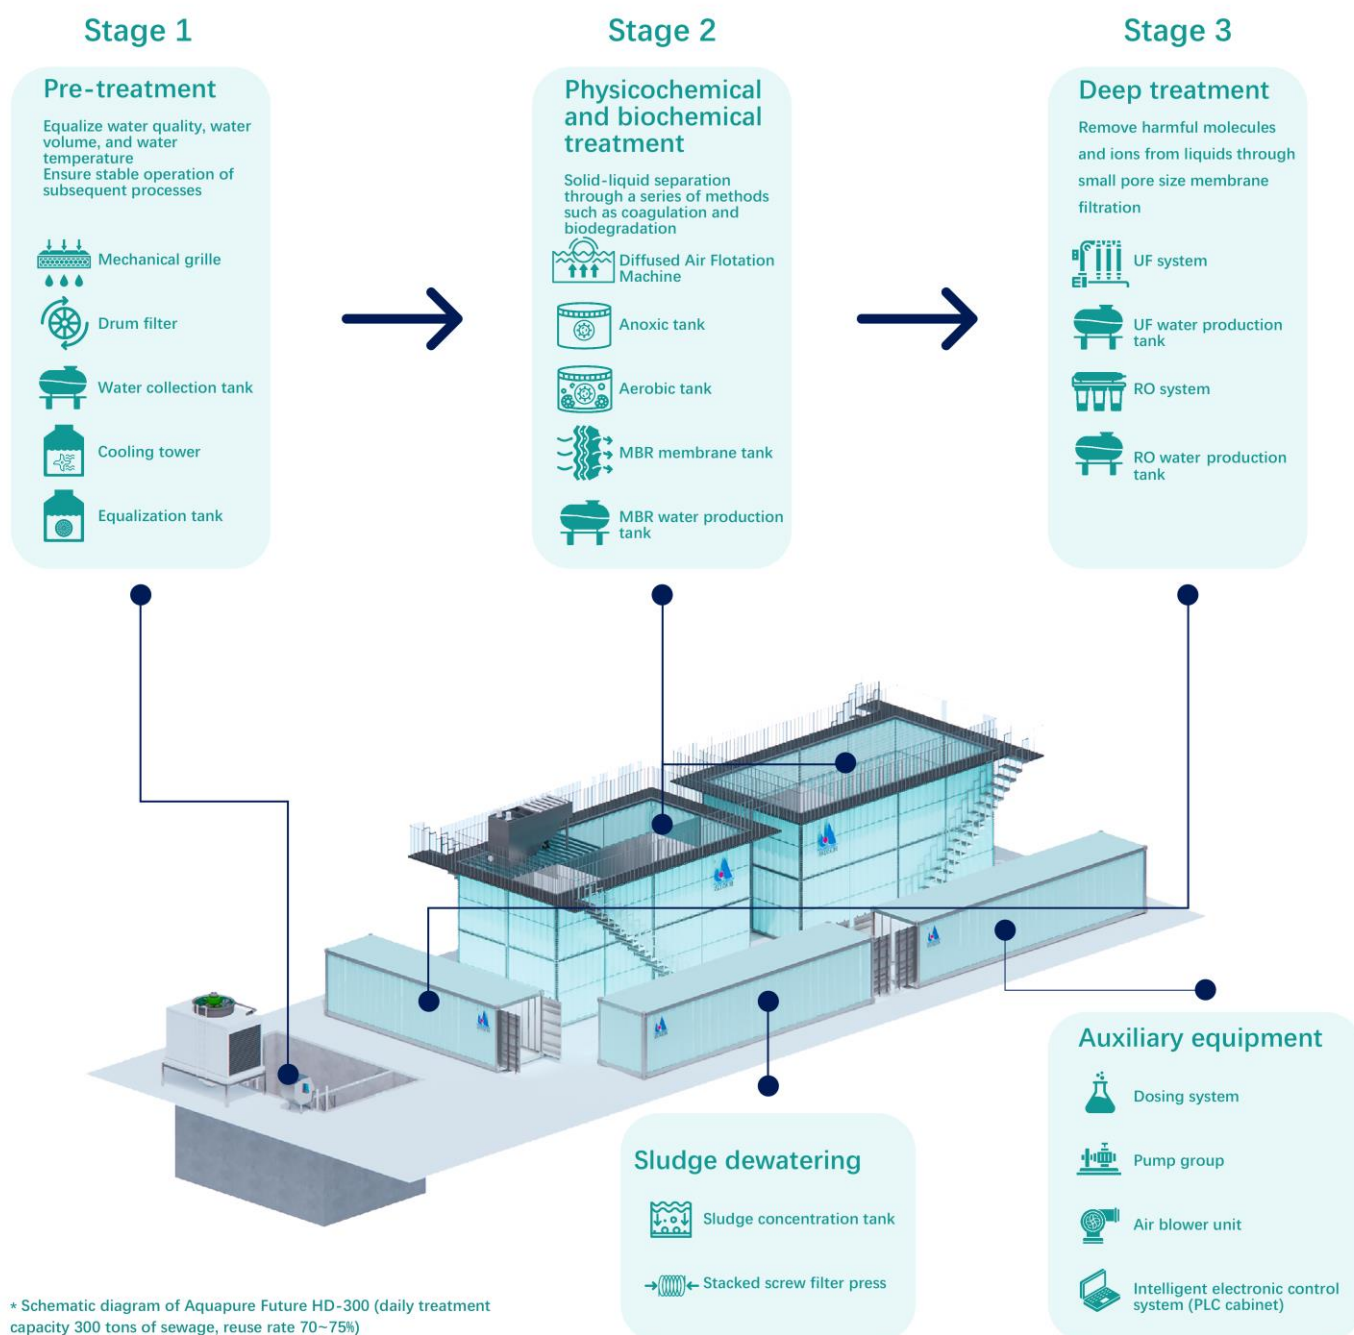 Stage 1
Stage 2
Stage 3
Pre-treatment
Equalize water quality, water
volume, and water
temperature
Ensure stable operation of
subsequent processes
Mechanical grille
Drum filter
Water collection tank
Cooling tower
Equalization tank
Physicochemical
and biochemical
treatment
Solid-liquid separation
through a series of methods
such as coagulation and
biodegradation
Diffused Air Flotation
Machine
Anoxic tank
Aerobic tank
MBR membrane tank
MBR water production
tank
Deep treatment
Remove harmful molecules
and ions from liquids through
small pore size membrane
filtration
UF system
UF water production
tank
RO system
RO water production
tank
Sludge dewatering
Sludge concentration tank
Stacked screw filter press
Auxiliary equipment
Dosing system
Pump group
Air blower unit
Intelligent electronic control
system (PLC cabinet)
* Schematic diagram of Aquapure Future HD-300 (daily treatment
capacity 300 tons of sewage, reuse rate 70~75%)